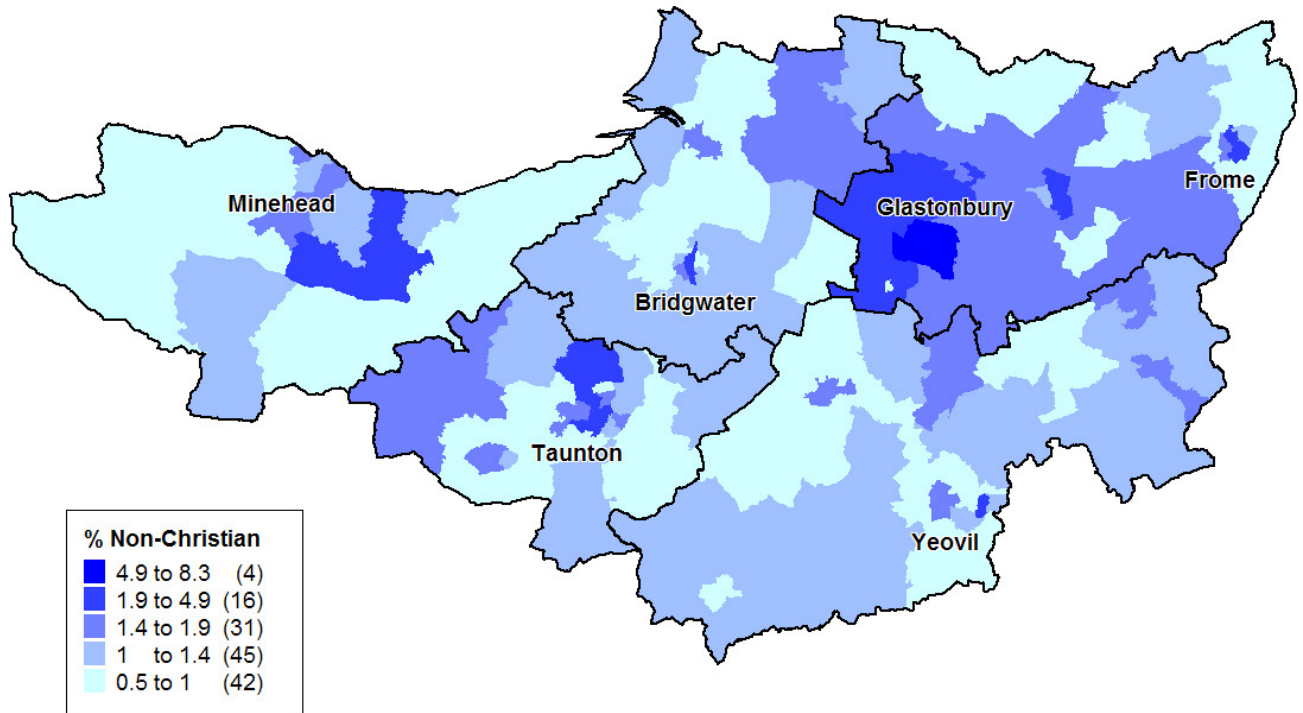 Minehead
Glastonbury
Frome
Bridgwater
Taunton
Yeovil
% Non-Christian
4.9 to 8.3 (4)
1.9 to 4.9 (16)
1.4 to 1.9 (31)
1 to 1.4 (45)
0.5 to 1 (42)